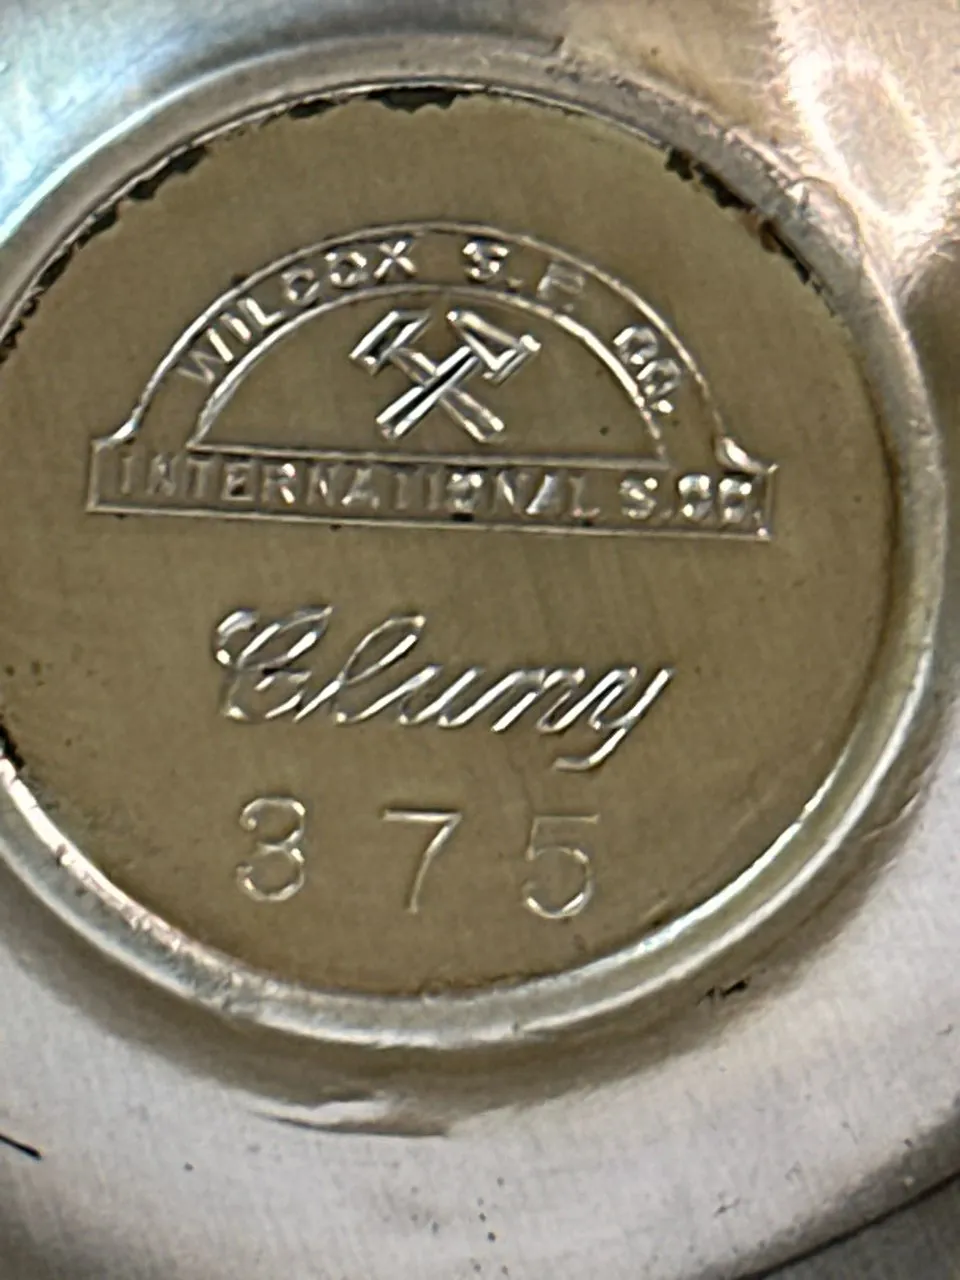 WILCOX S.P. CO.
INTERNATIONAL S.CO.
Cluny
375